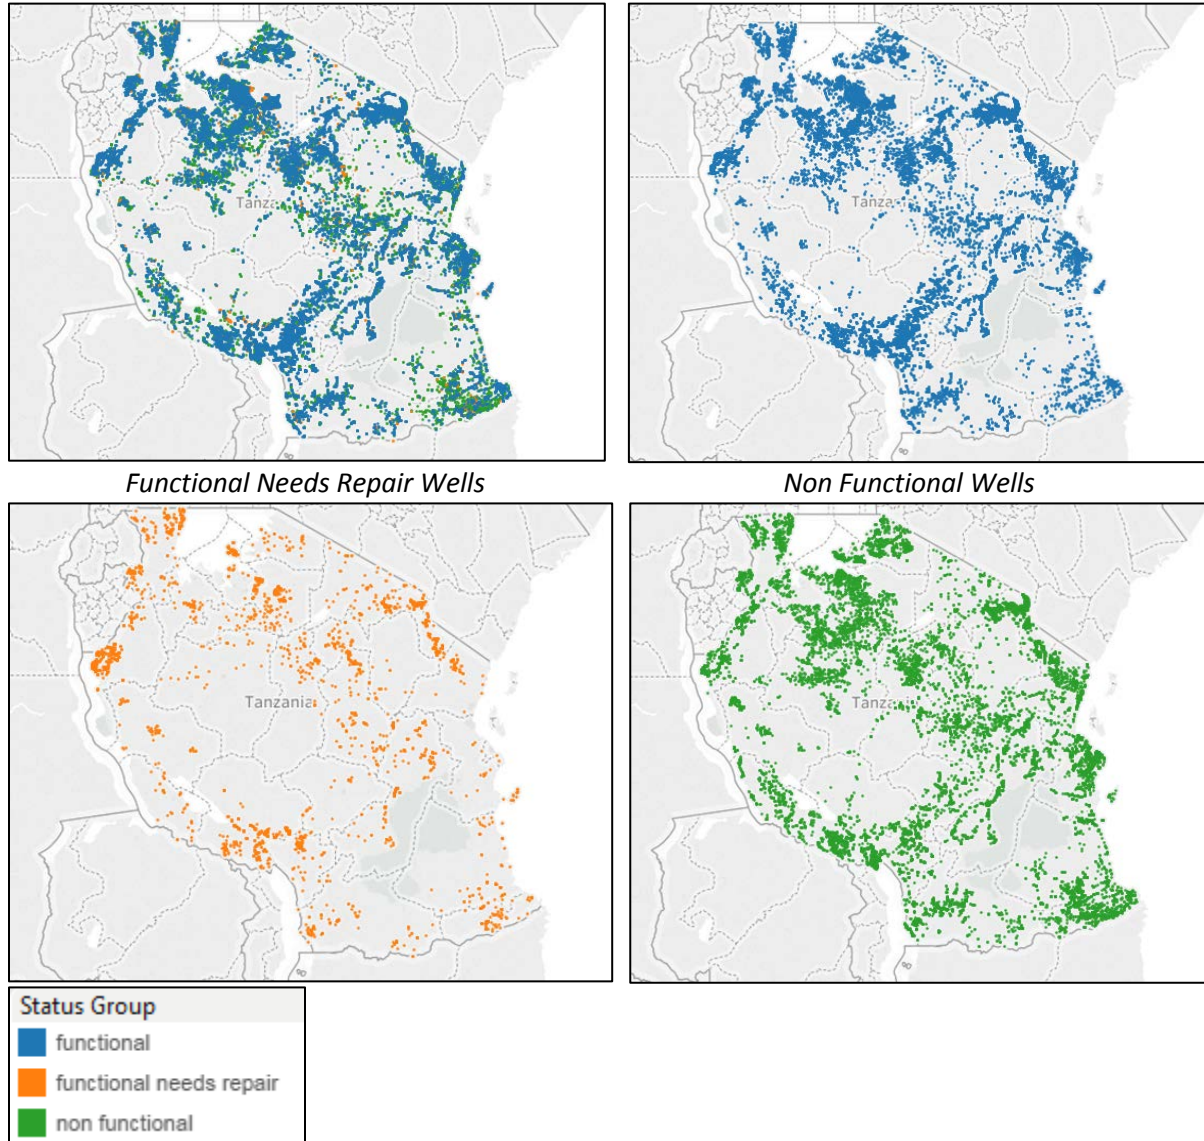 Tanza
Tanza
Functional Needs Repair Wells
Non Functional Wells
Tanzania
Tanza
Status Group
functional
functional needs repair
non functional